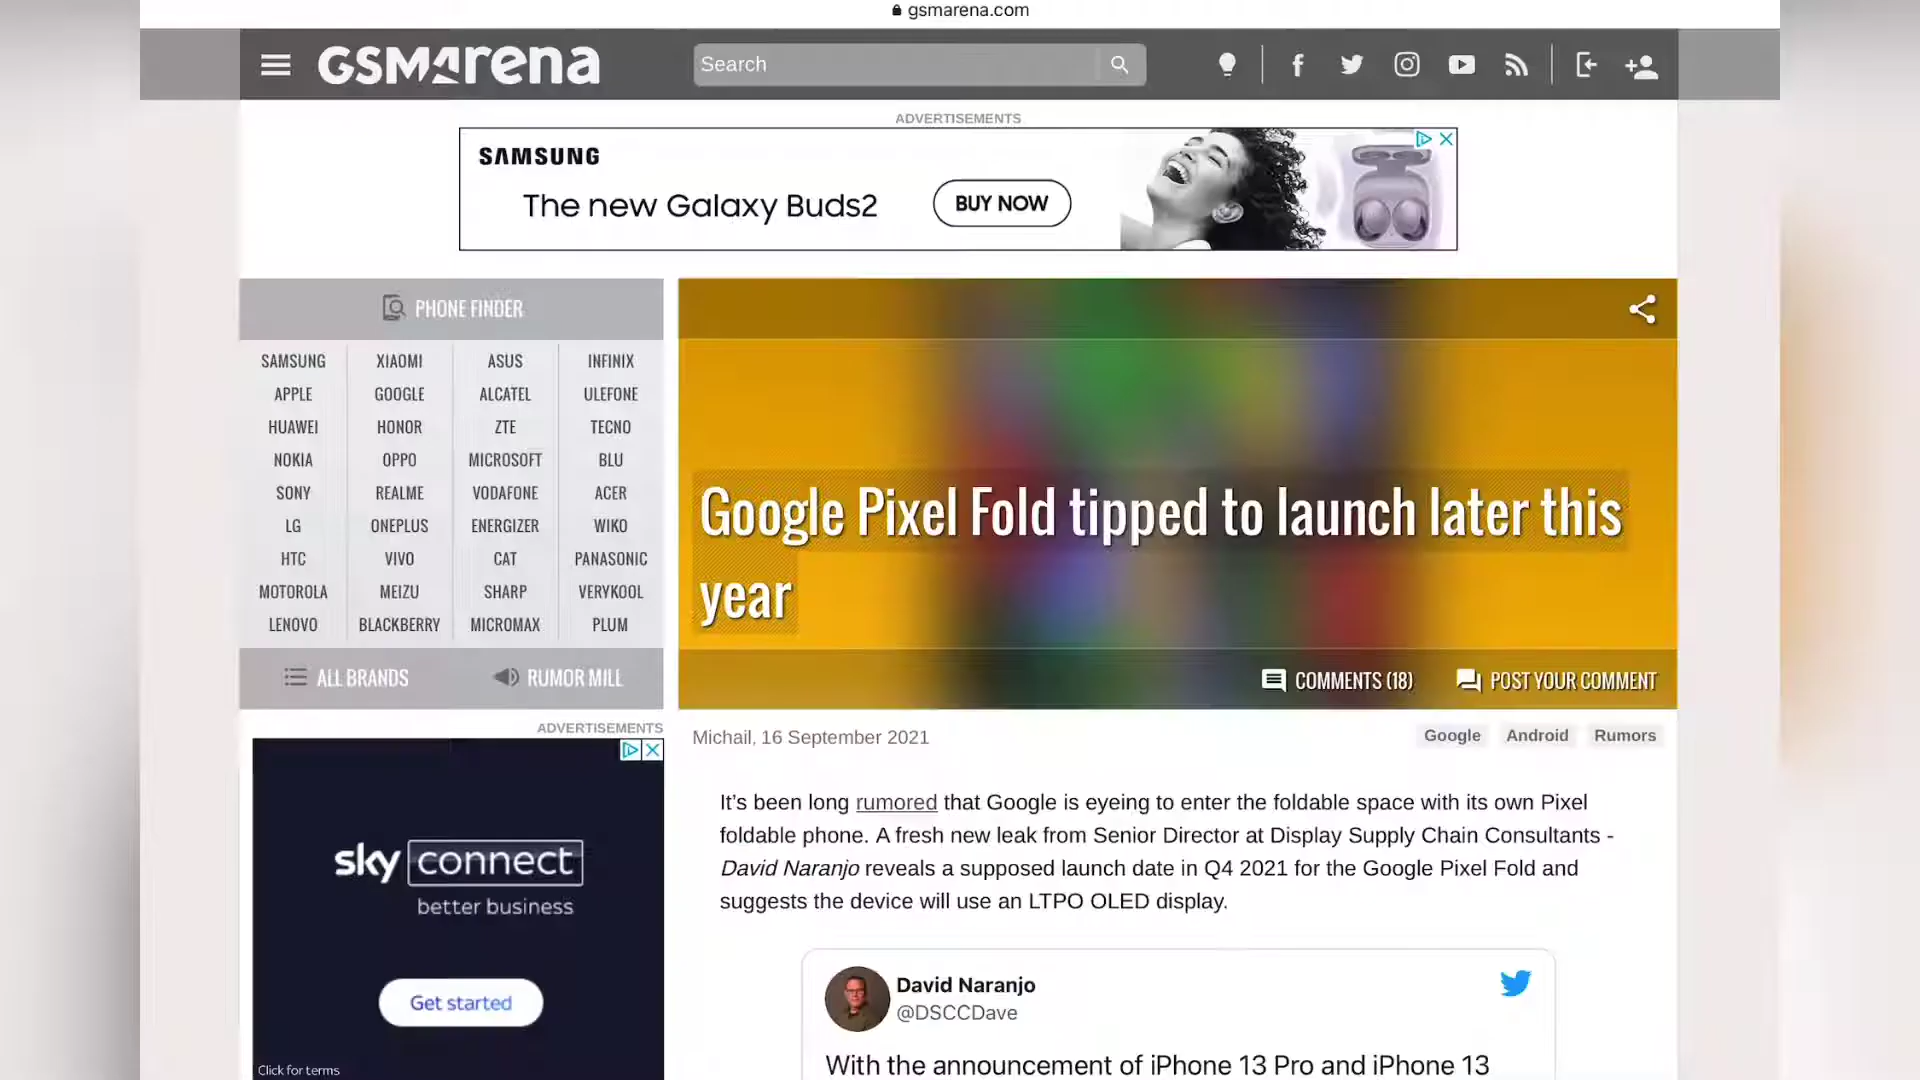 gsmarena.com
GSMArena
Search
ADVERTISEMENTS
SAMSUNG
The new Galaxy Buds2
BUY NOW
PHONE FINDER
SAMSUNG XIAOMI ASUS INFINIX
APPLE GOOGLE ALCATEL ULEFONE
HUAWEI HONOR ZTE TECNO
NOKIA OPPO MICROSOFT BLU
SONY REALME VODAFONE ACER
LG ONEPLUS ENERGIZER WIKO
HTC VIVO CAT PANASONIC
MOTOROLA MEIZU SHARP VERYKOOL
LENOVO BLACKBERRY MICROMAX PLUM
ALL BRANDS RUMOR MILL
Google Pixel Fold tipped to launch later this
year
COMMENTS (18) POST YOUR COMMENT
ADVERTISEMENTS
sky connect
better business
Get started
Click for terms
Michail, 16 September 2021
Google Android Rumors
It's been long rumored that Google is eyeing to enter the foldable space with its own Pixel
foldable phone. A fresh new leak from Senior Director at Display Supply Chain Consultants -
David Naranjo reveals a supposed launch date in Q4 2021 for the Google Pixel Fold and
suggests the device will use an LTPO OLED display.
David Naranjo
@DSCCDave
With the announcement of iPhone 13 Pro and iPhone 13